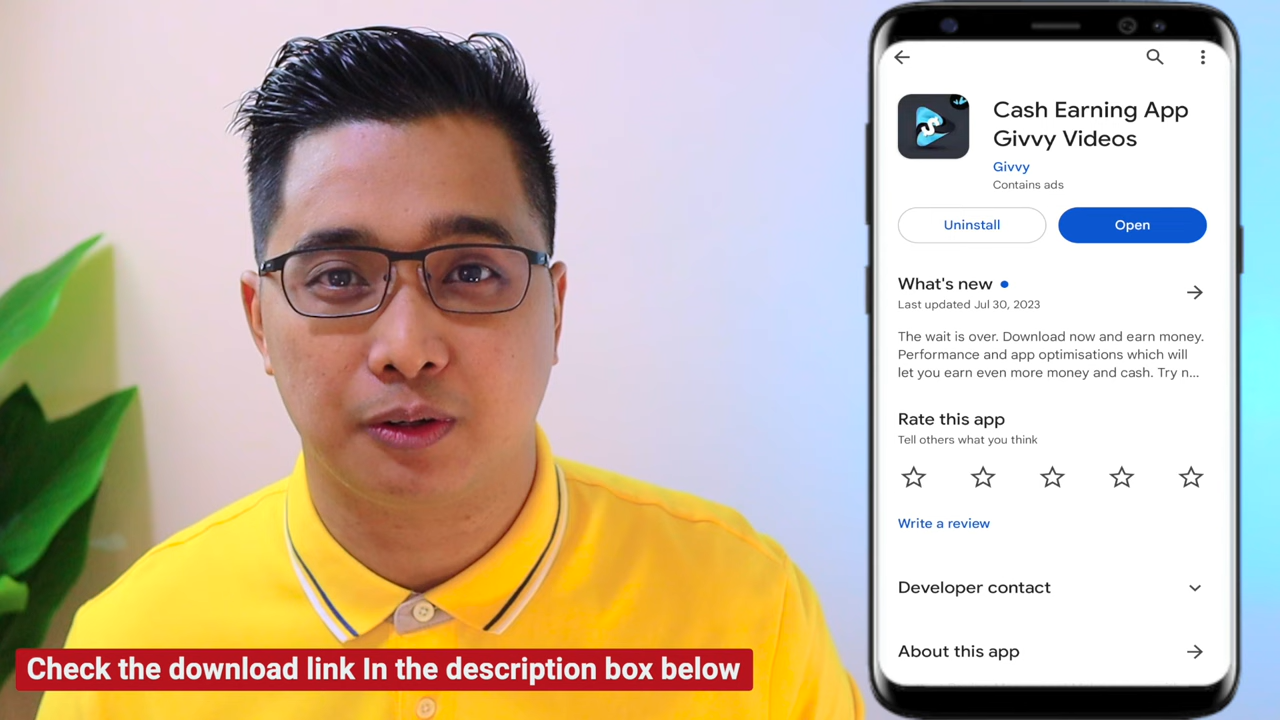 Cash Earning App
Givvy Videos
Givvy
Contains ads
Uninstall
Open
What's new
Last updated Jul 30, 2023
The wait is over. Download now and earn money.
Performance and app optimisations which will
let you earn even more money and cash. Try n...
Rate this app
Tell others what you think
Write a review
Developer contact
About this app
Check the download link In the description box below